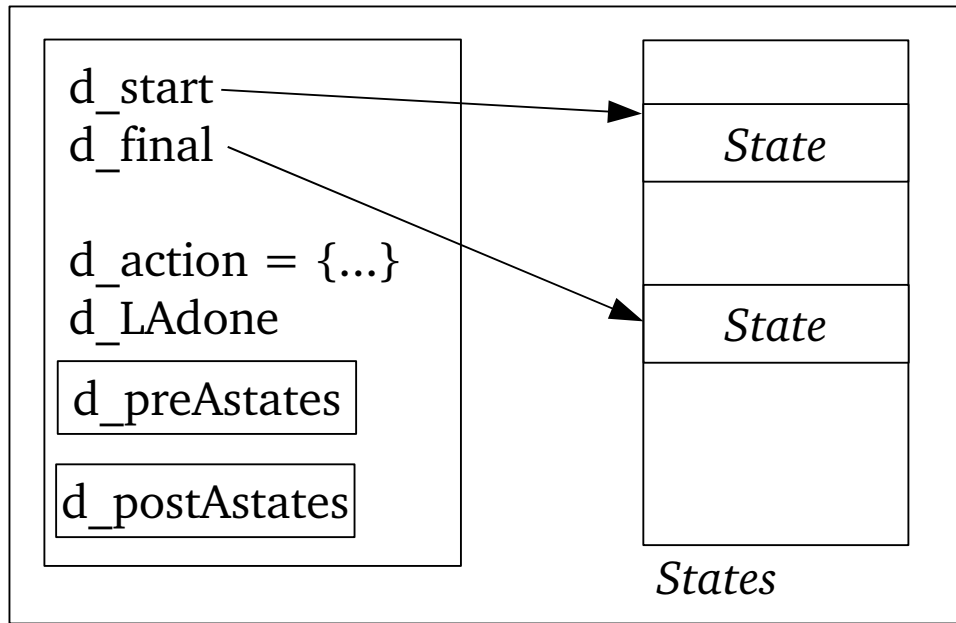 d_start
d_final
d_action = {...}
d_LAdone
d_preAstates
d_postAstates
State
State
States